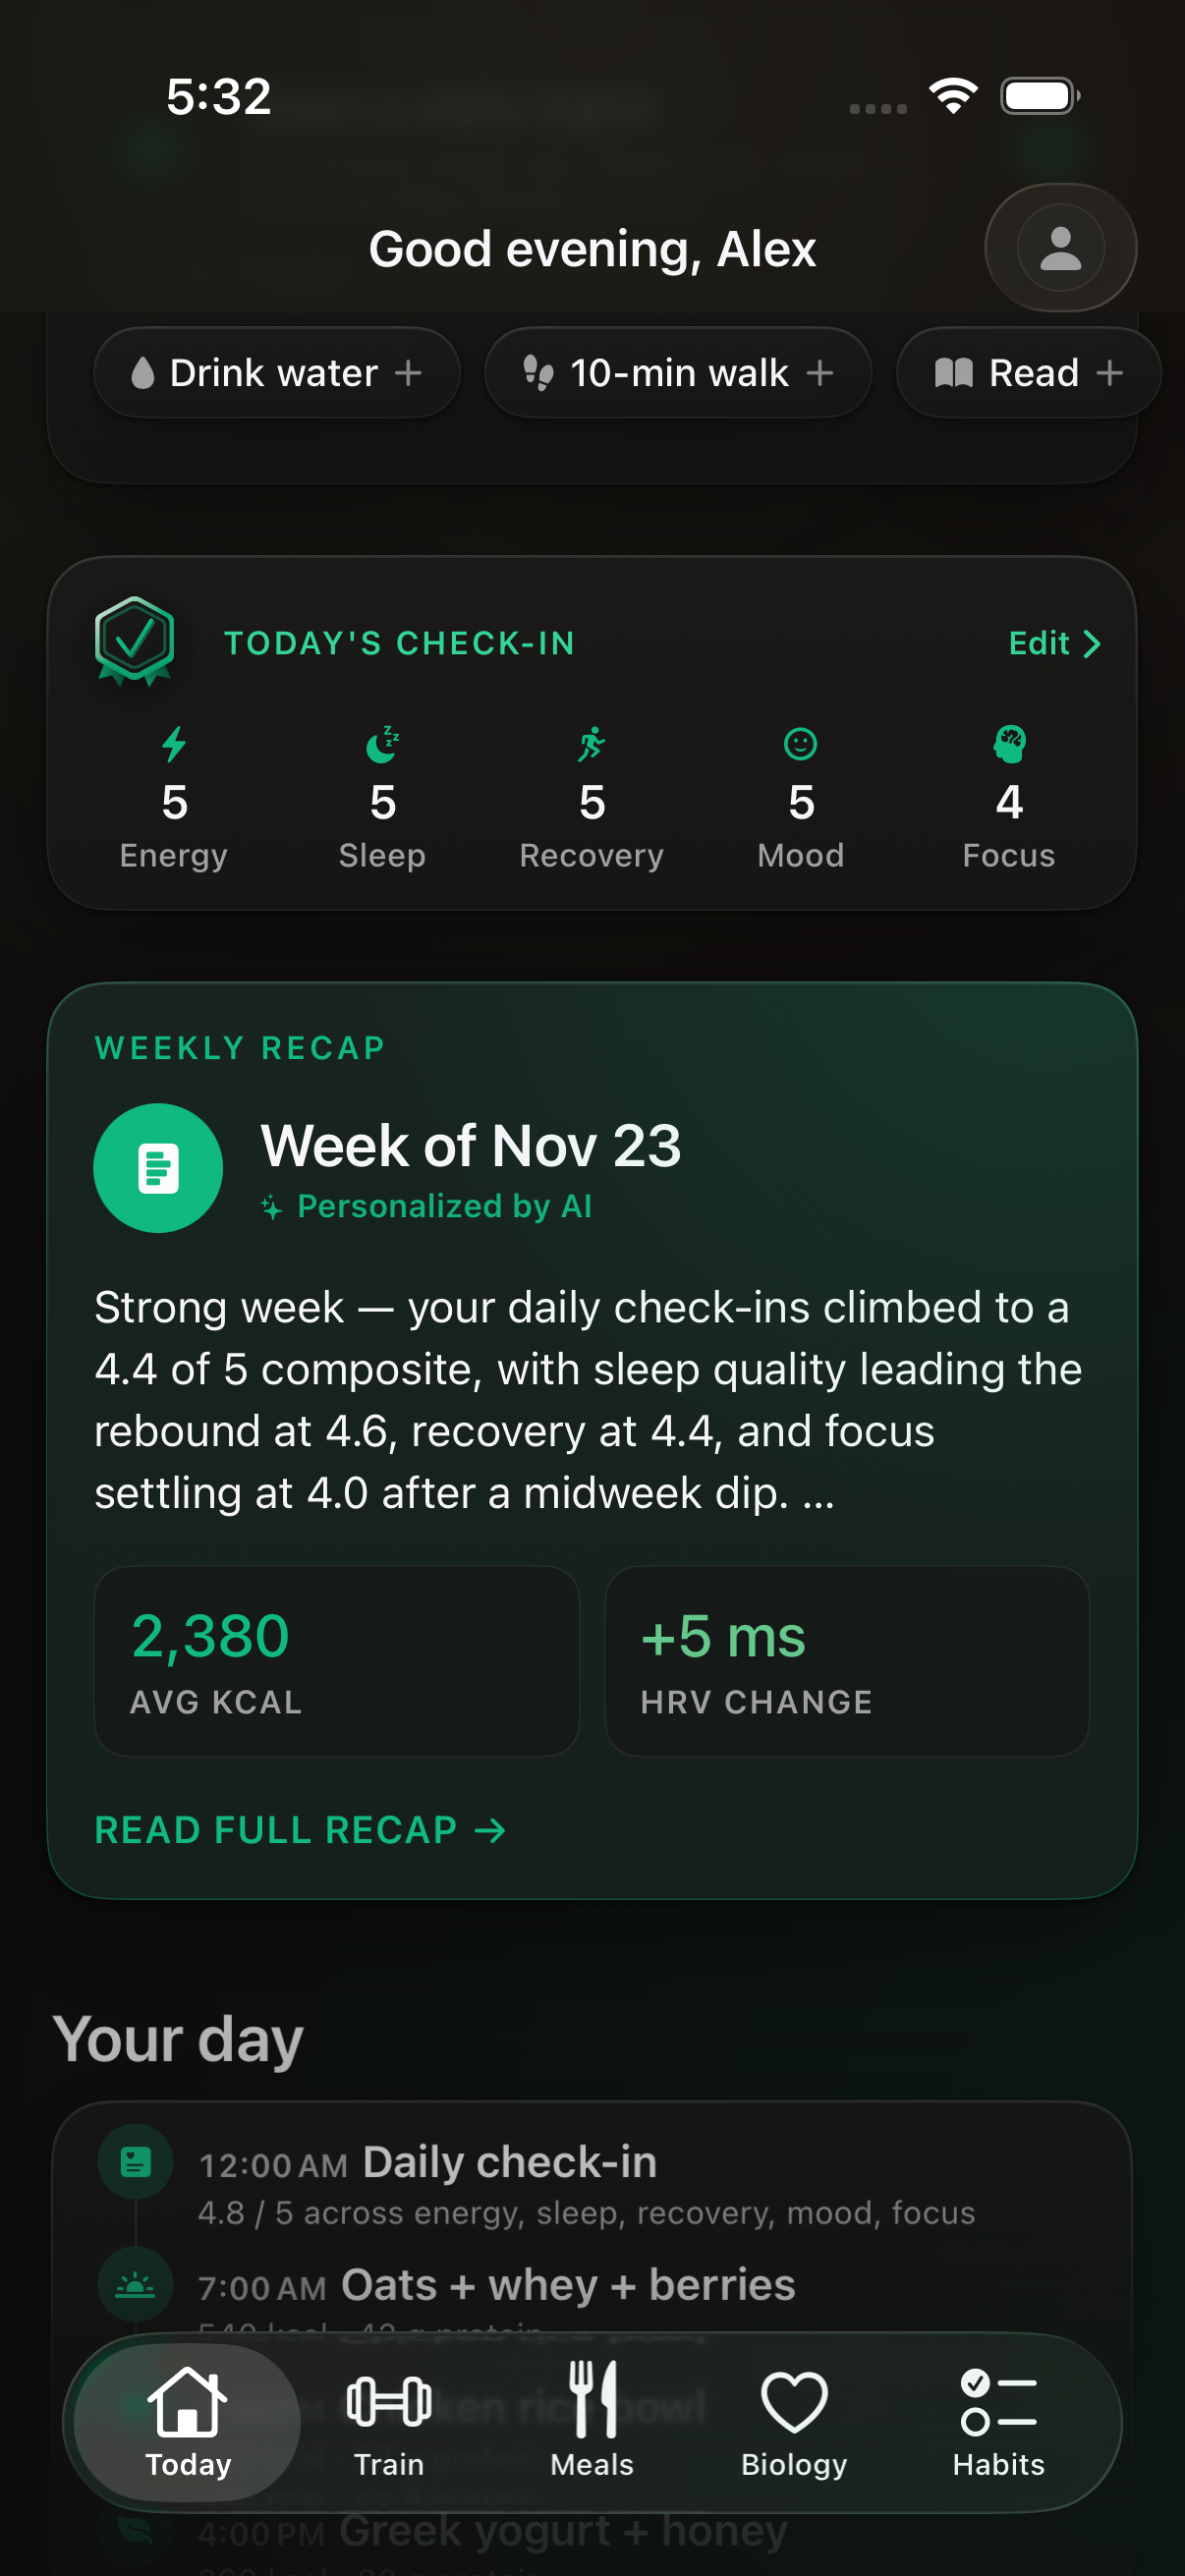 5:32
Good evening, Alex
Drink water +
10-min walk +
Read +
TODAY'S CHECK-IN
Edit
5
5
5
5
4
Energy
Sleep
Recovery
Mood
Focus
WEEKLY RECAP
Week of Nov 23
Personalized by AI
Strong week — your daily check-ins climbed to a
4.4 of 5 composite, with sleep quality leading the
rebound at 4.6, recovery at 4.4, and focus
settling at 4.0 after a midweek dip. ...
2,380
AVG KCAL
+5 ms
HRV CHANGE
READ FULL RECAP →
Your day
12:00 AM Daily check-in
4.8 / 5 across energy, sleep, recovery, mood, focus
7:00 AM Oats + whey + berries
rice bowl
Today
Train
Meals
Biology
Habits
4:00 PM Greek yogurt + honey